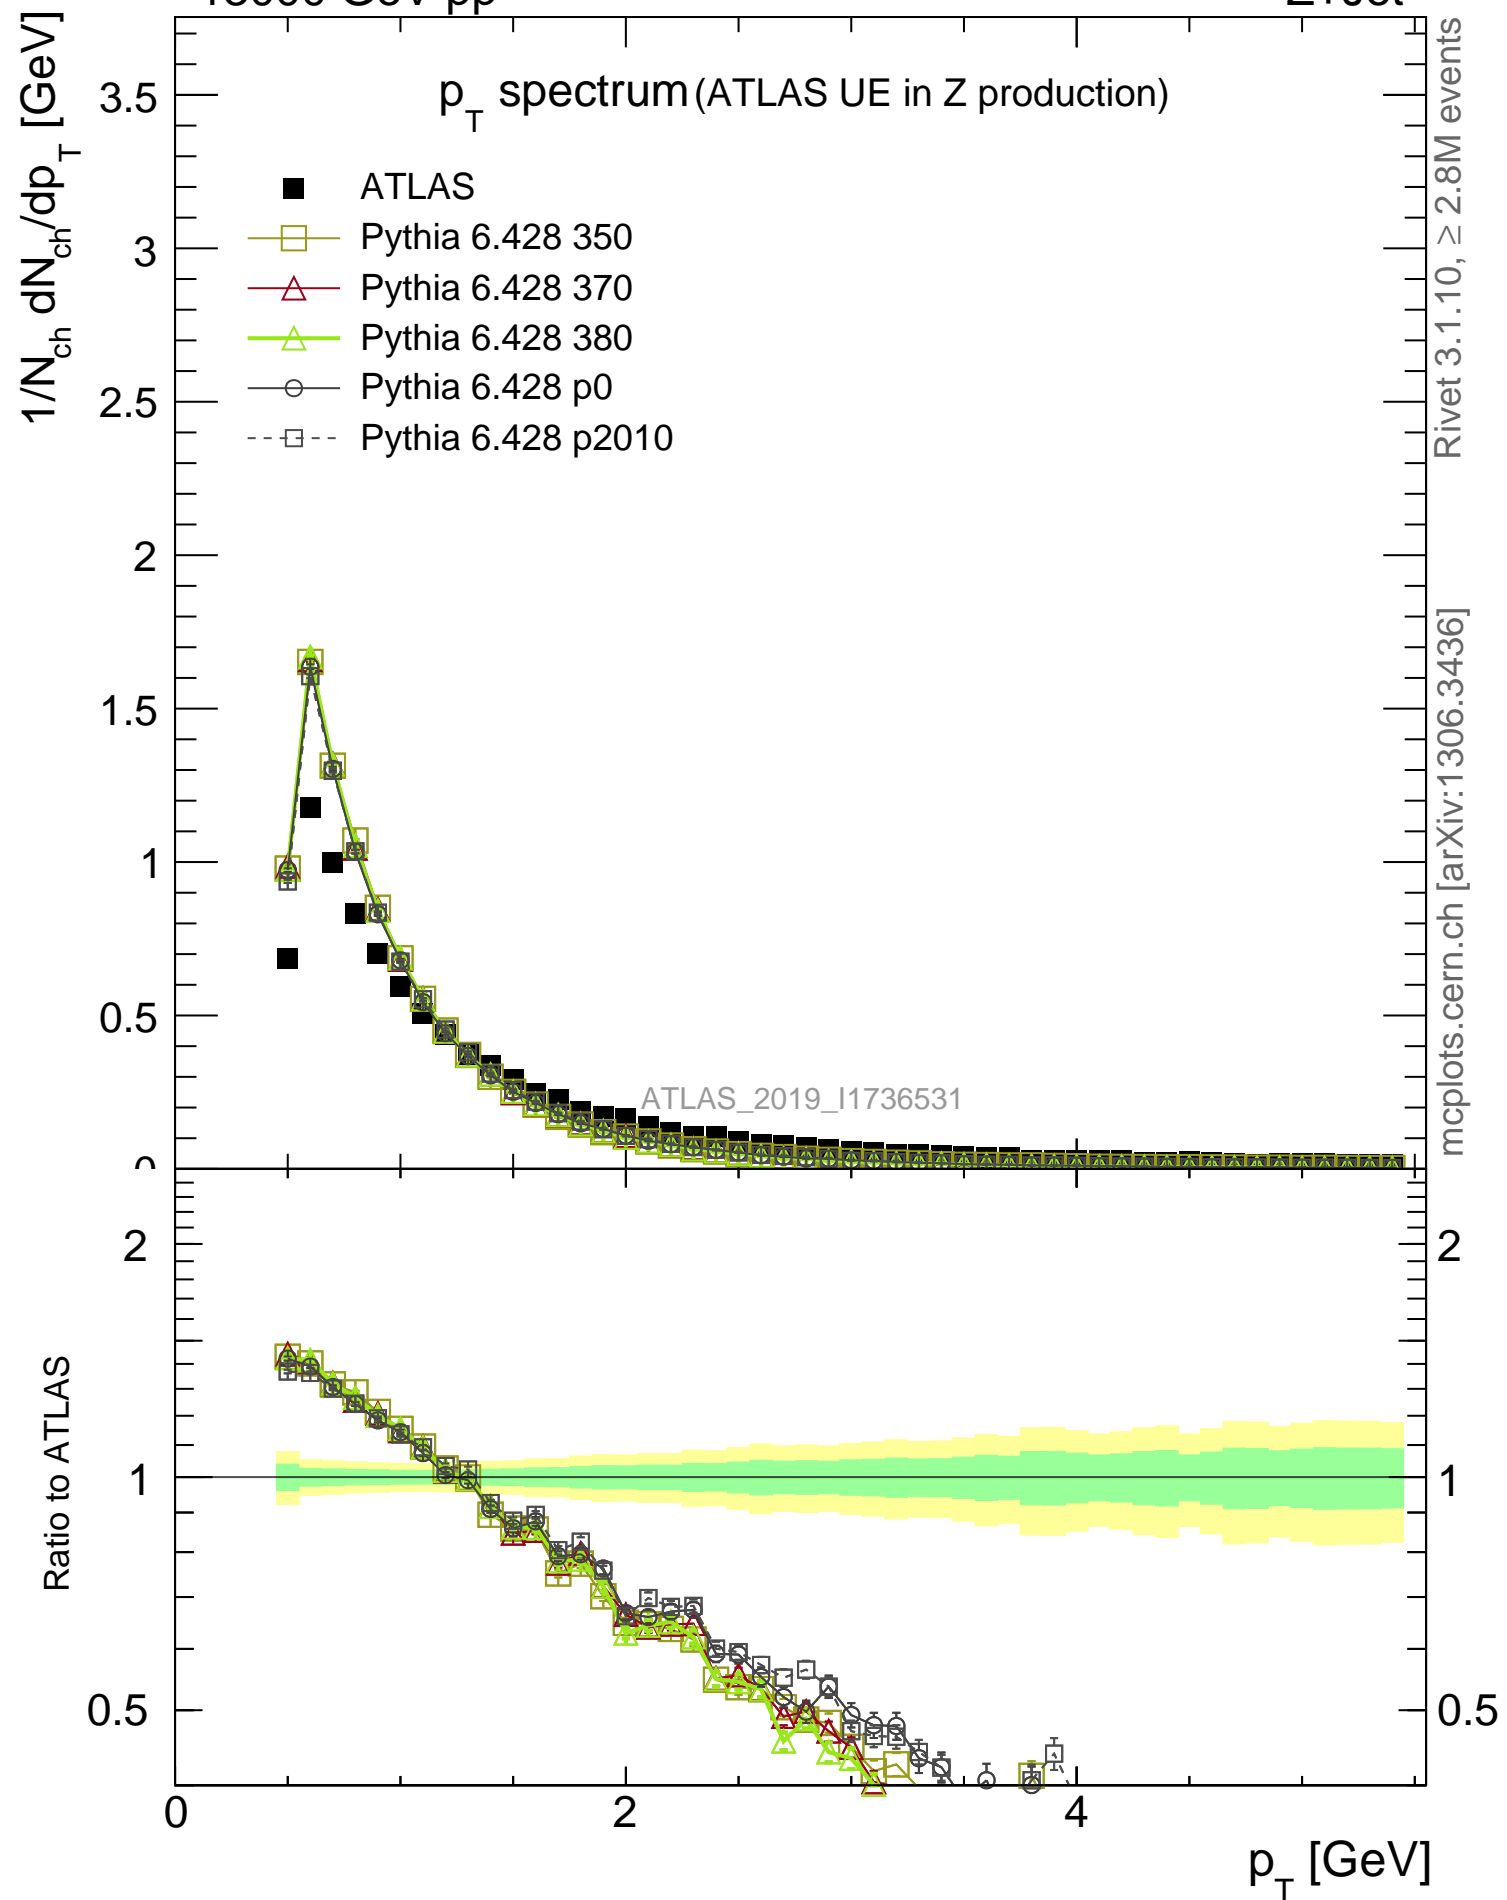 p_T spectrum (ATLAS UE in Z production)
ATLAS
Pythia 6.428 350
Pythia 6.428 370
Pythia 6.428 380
Pythia 6.428 p0
Pythia 6.428 p2010
1/N_ch dN_ch/dp_T [GeV]
3.5
3
2.5
2
1.5
1
0.5
0
ATLAS_2019_I1736531
Rivet 3.1.10, ≥ 2.8M events
mcplots.cern.ch [arXiv:1306.3436]
Ratio to ATLAS
2
1
0.5
2
1
0.5
0
2
4
p_T [GeV]